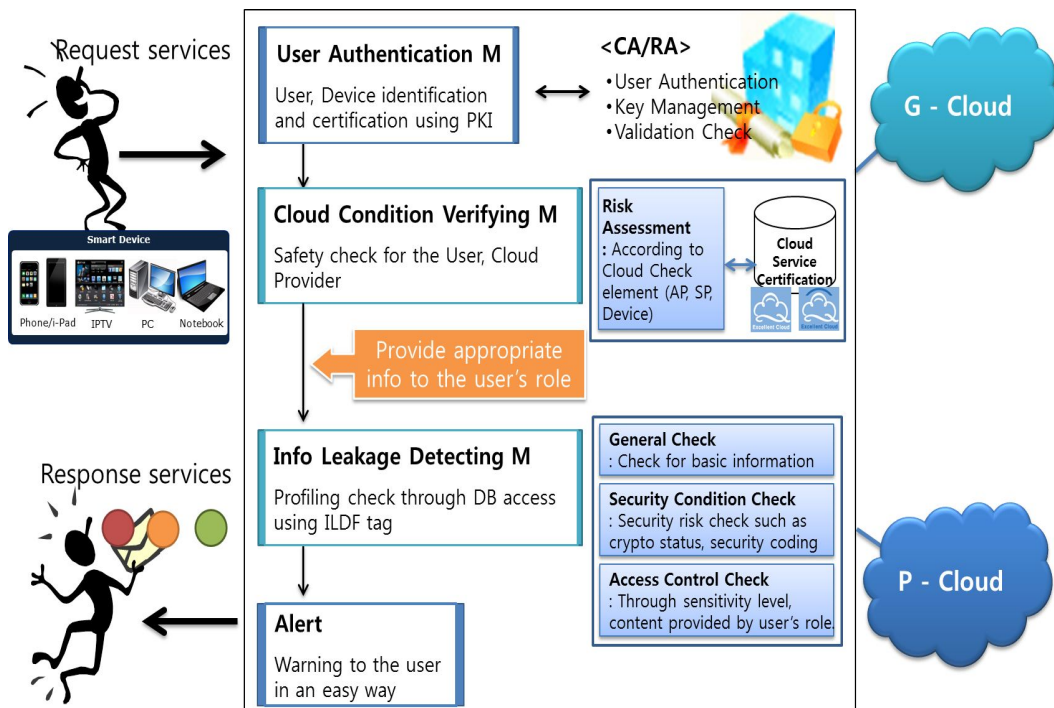 Request services
Smart Device
Phone/i-Pad
IPTV
PC
Notebook
Response services
User Authentication M
User, Device identification
and certification using PKI
<CA/RA>
•User Authentication
•Key Management
•Validation Check
Cloud Condition Verifying M
Safety check for the User, Cloud
Provider
Risk
Assessment
: According to
Cloud Check
element (AP, SP,
Device)
Cloud
Service
Certification
Excellent Cloud
Excellent Cloud
Provide appropriate
info to the user's role
Info Leakage Detecting M
Profiling check through DB access
using ILDF tag
General Check
: Check for basic information
Security Condition Check
: Security risk check such as
crypto status, security coding
Access Control Check
: Through sensitivity level,
content provided by user's role.
Alert
Warning to the user
in an easy way
G - Cloud
P - Cloud